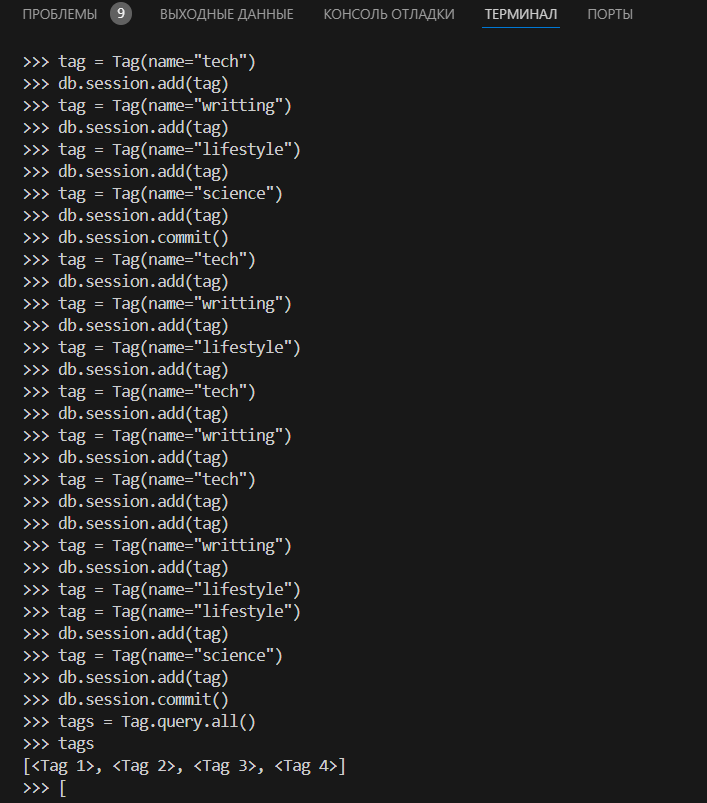 ПРОБЛЕМЫ 9 ВЫХОДНЫЕ ДАННЫЕ КОНСОЛЬ ОТЛАДКИ ТЕРМИНАЛ ПОРТЫ
>>> tag = Tag(name="tech")
>>> db.session.add(tag)
>>> tag = Tag(name="writting")
>>> db.session.add(tag)
>>> tag = Tag(name="lifestyle")
>>> db.session.add(tag)
>>> tag = Tag(name="science")
>>> db.session.add(tag)
>>> db.session.commit()
>>> tag = Tag(name="tech")
>>> db.session.add(tag)
>>> tag = Tag(name="writting")
>>> db.session.add(tag)
>>> tag = Tag(name="lifestyle")
>>> db.session.add(tag)
>>> tag = Tag(name="tech")
>>> db.session.add(tag)
>>> tag = Tag(name="writting")
>>> db.session.add(tag)
>>> tag = Tag(name="tech")
>>> db.session.add(tag)
>>> db.session.add(tag)
>>> tag = Tag(name="writting")
>>> db.session.add(tag)
>>> tag = Tag(name="lifestyle")
>>> tag = Tag(name="lifestyle")
>>> db.session.add(tag)
>>> tag = Tag(name="science")
>>> db.session.add(tag)
>>> db.session.commit()
>>> tags = Tag.query.all()
>>> tags
[<Tag 1>, <Tag 2>, <Tag 3>, <Tag 4>]
>>> [